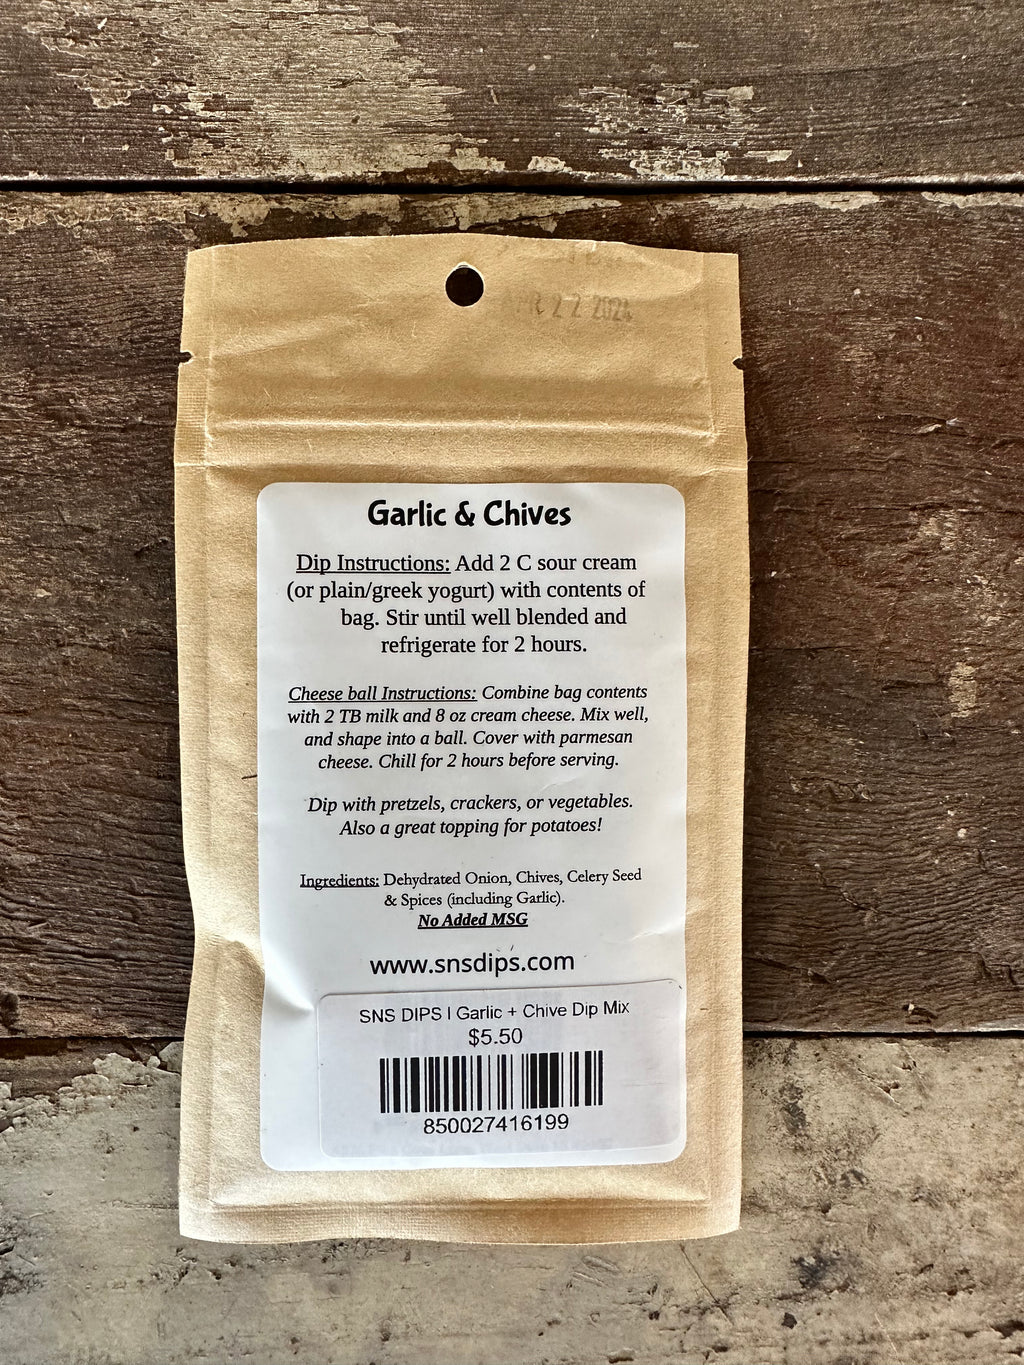 22
Garlic & Chives
Dip Instructions: Add 2 C sour cream
(or plain/greek yogurt) with contents of
bag. Stir until well blended and
refrigerate for 2 hours.
Cheese ball Instructions: Combine bag contents
with 2 TB milk and 8 oz cream cheese. Mix well,
and shape into a ball. Cover with parmesan
cheese. Chill for 2 hours before serving.
Dip with pretzels, crackers, or vegetables.
Also a great topping for potatoes!
Ingredients: Dehydrated Onion, Chives, Celery Seed
& Spices (including Garlic).
No Added MSG
www.snsdips.com
SNS DIPS I Garlic + Chive Dip Mix
$5.50
850027416199